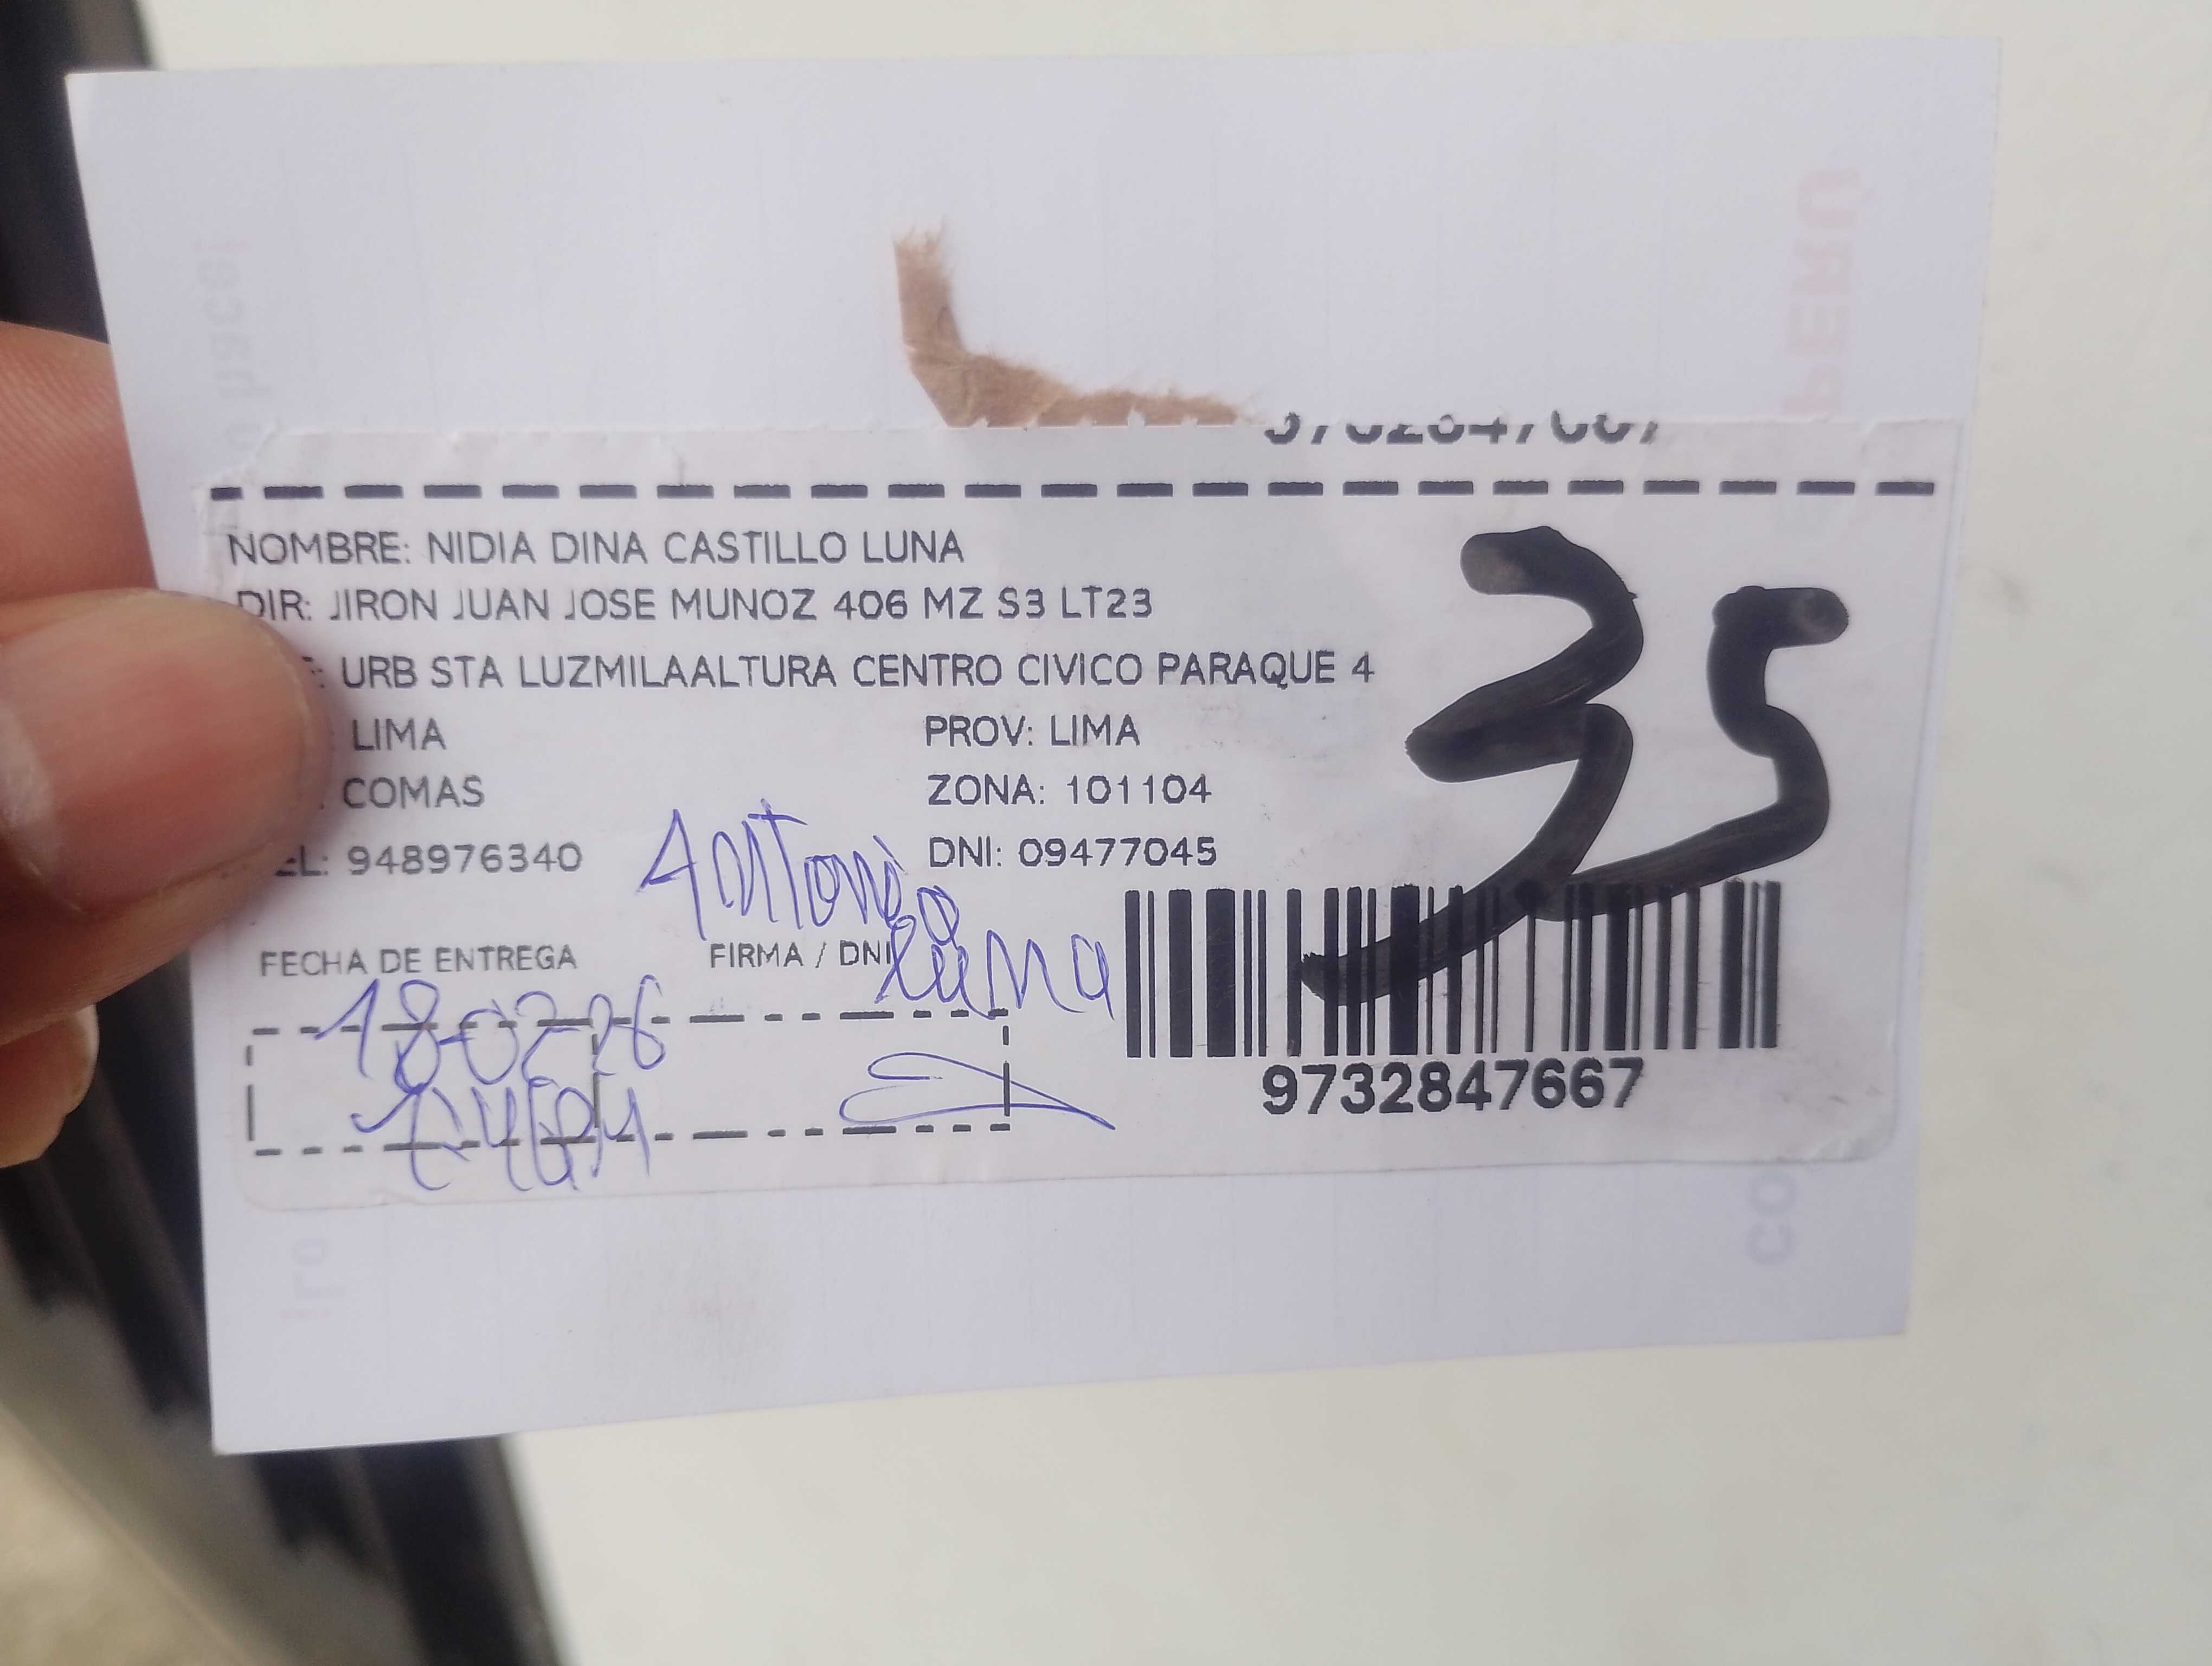 NOMBRE: NIDIA DINA CASTILLO LUNA
DIR: JIRON JUAN JOSE MUNOZ 406 MZ S3 LT23
URB STA LUZMILAALTURA CENTRO CIVICO PARAQUE 4
LIMA PROV: LIMA
COMAS ZONA: 101104
EL: 948976340 DNI: 09477045
35
Antonio
Luna
FECHA DE ENTREGA FIRMA / DNI
18-02-26
9732847667
PERÚ